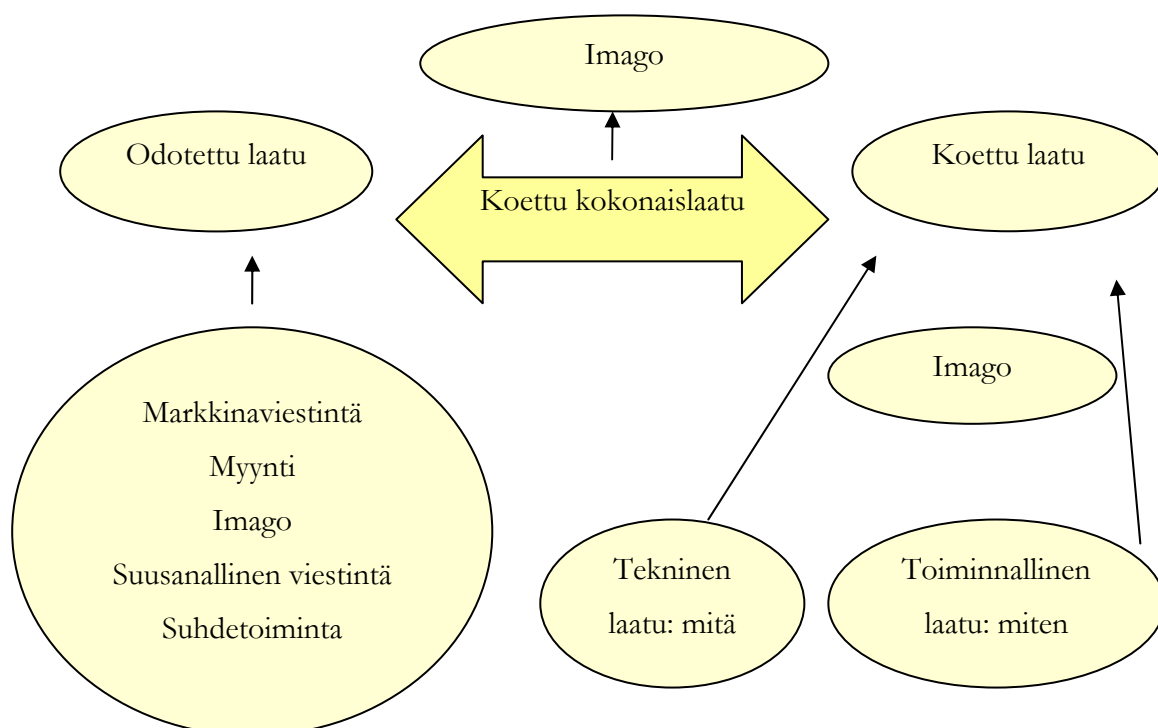 Imago
Odotettu laatu
Koettu kokonaislaatu
Koettu laatu
Markkinaviestintä
Myynti
Imago
Suusanallinen viestintä
Suhdetoiminta
Imago
Tekninen
laatu: mitä
Toiminnallinen
laatu: miten